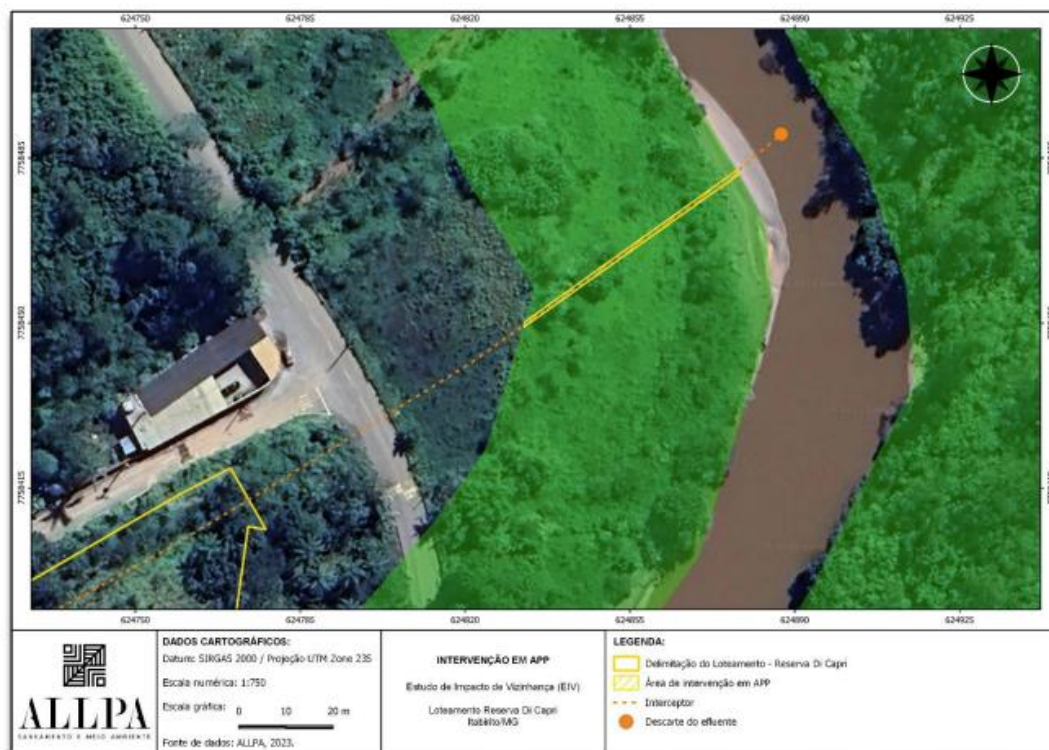 624750 624785 624820 624855 624890 624925
7758485
7758450
7758415
7758485
624750 624785 624820 624855 624890 624925
ALLPA
SANEAMENTO E MEIO AMBIENTE
DADOS CARTOGRÁFICOS:
Datum: SIRGAS 2000 / Projeção UTM Zone 23S
Escala numérica: 1:750
Escala gráfica: 0 10 20 m
Fonte de dados: ALLPA, 2023.
INTERVENÇÃO EM APP
Estudo de Impacto de Vizinhança (EIV)
Loteamento Reserva Di Capri
Itabirito/MG
LEGENDA:
Delimitação do Loteamento - Reserva Di Capri
Área de intervenção em APP
Interceptor
Descarte do efluente